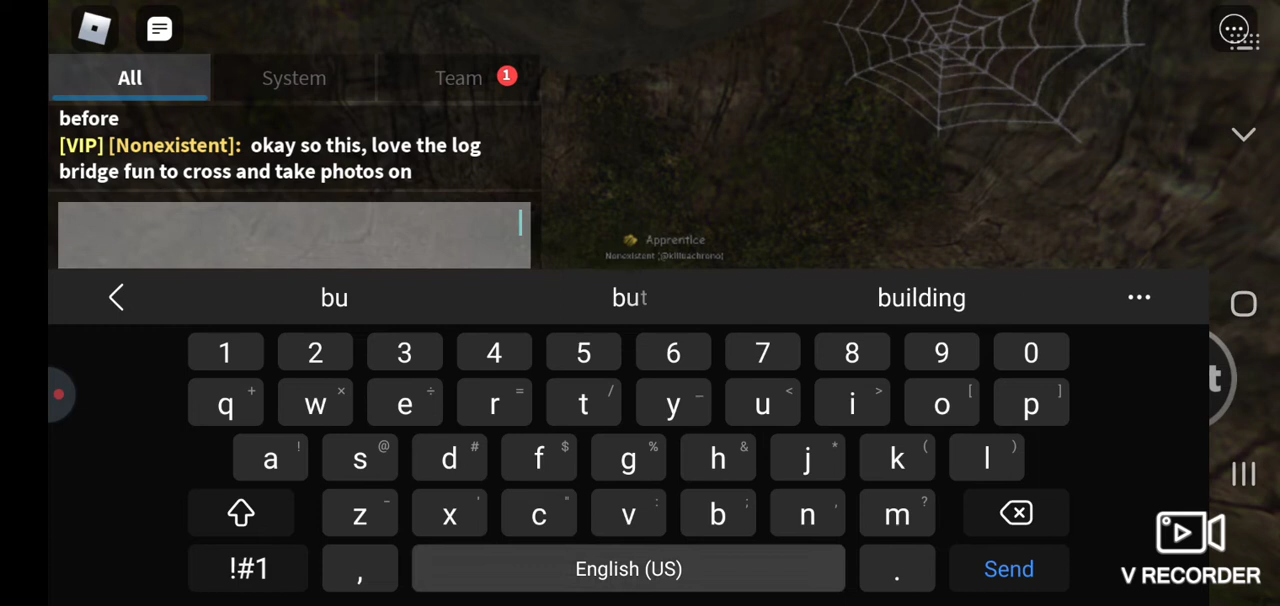 All
System
Team
1
before
[VIP] [Nonexistent]: okay so this, love the log
bridge fun to cross and take photos on
Apprentice
bu
but
building
1 2 3 4 5 6 7 8 9 0
+ × ÷ = / _ < > [ ]
q w e r t y u i o p
! @ # $ % & * ( )
a s d f g h j k l
- ' " : ; , ?
z x c v b n m
!#1 , English (US) . Send
V RECORDER